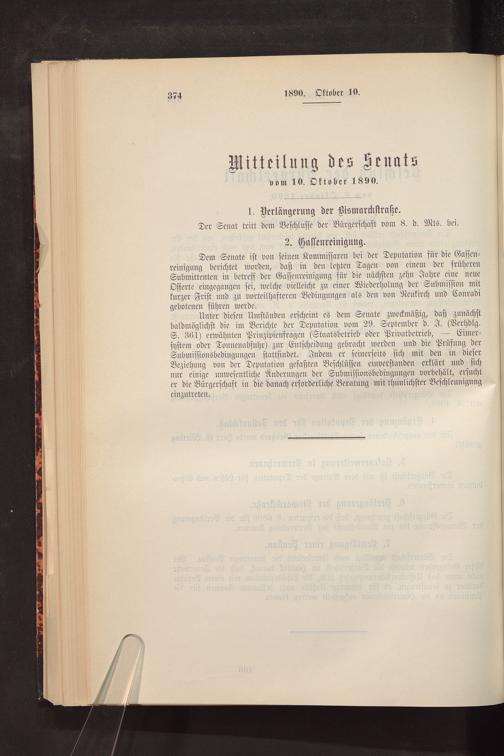 374
1890. Oktober 10.
Mitteilung des Senats
vom 10. Oktober 1890.
1. Verlängerung der Bismarckstraße.
Der Senat tritt dem Beschlusse der Bürgerschaft vom 8. d. Mts. bei.
2. Gassenreinigung.
Dem Senate ist von seinen Kommissaren bei der Deputation für die Gassen-
reinigung berichtet worden, daß in den letzten Tagen von einem der früheren
Submittenten in betreff der Gassenreinigung für die nächsten zehn Jahre eine neue
Offerte eingegangen sei, welche vielleicht zu einer Wiederholung der Submission mit
kurzer Frist und zu vorteilhafteren Bedingungen als den von Neukirch und Conradi
gebotenen führen werde.
Unter diesen Umständen erscheint es dem Senate zweckmäßig, daß zunächst
baldmöglichst die im Berichte der Deputation vom 29. September d. J. (Verhdlg.
S. 361) erwähnten Prinzipienfragen (Staatsbetrieb oder Privatbetrieb, — Eimer-
system oder Tonnenabfuhr) zur Entscheidung gebracht werden und die Prüfung der
Submissionsbedingungen stattfindet. Indem er seinerseits sich mit den in dieser
Beziehung von der Deputation gefaßten Beschlüssen einverstanden erklärt und sich
nur einige unwesentliche Änderungen der Submissionsbedingungen vorbehält, ersucht
er die Bürgerschaft in die danach erforderliche Beratung mit thunlichster Beschleunigung
einzutreten.